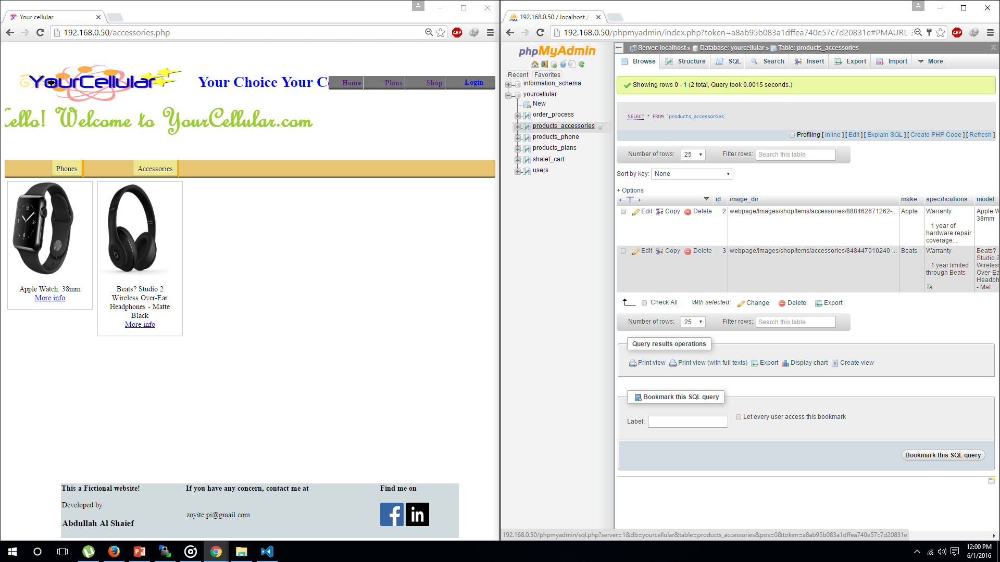 Your cellular
192.168.0.50/accessories.php
YourCellular
Your Choice Your C
Home
Plans
Shop
Login
ello! Welcome to YourCellular.com
Phones
Accessories
Apple Watch: 38mm
More info
Beats? Studio 2
Wireless Over-Ear
Headphones - Matte
Black
More info
This a Fictional website!
If you have any concern, contact me at
Find me on
Developed by
zoyite.pi@gmail.com
Abdullah Al Shaief
f
in
PMA
192.168.0.50 / localhost /
192.168.0.50/phpmyadmin/index.php?token=a8ab95b083a1dffea740e57c7d20831e#PMAURL-
ABP
ABP
phpMyAdmin
Recent
Favorites
information_schema
yourcellular
New
order_process
products_accessories
products_phone
products_plans
shaief_cart
users
Server: localhost » Database: yourcellular » Table: products_accessories
Browse
Structure
SQL
Search
Insert
Export
Import
More
Showing rows 0 - 1 (2 total, Query took 0.0015 seconds.)
SELECT * FROM `products_accessories`
Profiling [ Inline ] [ Edit ] [ Explain SQL ] [ Create PHP Code ] [ Refresh ]
Number of rows: 25
Filter rows: Search this table
Sort by key: None
+ Options
←T→ id image_dir make specifications model
Edit Copy Delete 2 webpage/Images/shopItems/accessories/888462671262-... Apple Warranty Apple W
38mm
1 year of
hardware repair
coverage...
Edit Copy Delete 3 webpage/Images/shopItems/accessories/848447010240-... Beats Warranty Beats?
Studio 2
1 year limited Wireless
through Beats Over-Ea
Headph
Ta... - Mat...
Check All With selected: Change Delete Export
Number of rows: 25
Filter rows: Search this table
Query results operations
Print view Print view (with full texts) Export Display chart Create view
Bookmark this SQL query
Label:
Let every user access this bookmark
Bookmark this SQL query
192.168.0.50/phpmyadmin/sql.php?server=1&db=yourcellular&table=products_accessories&pos=0&token=a8ab95b083a1dffea740e57c7d20831e
12:00 PM
6/1/2016